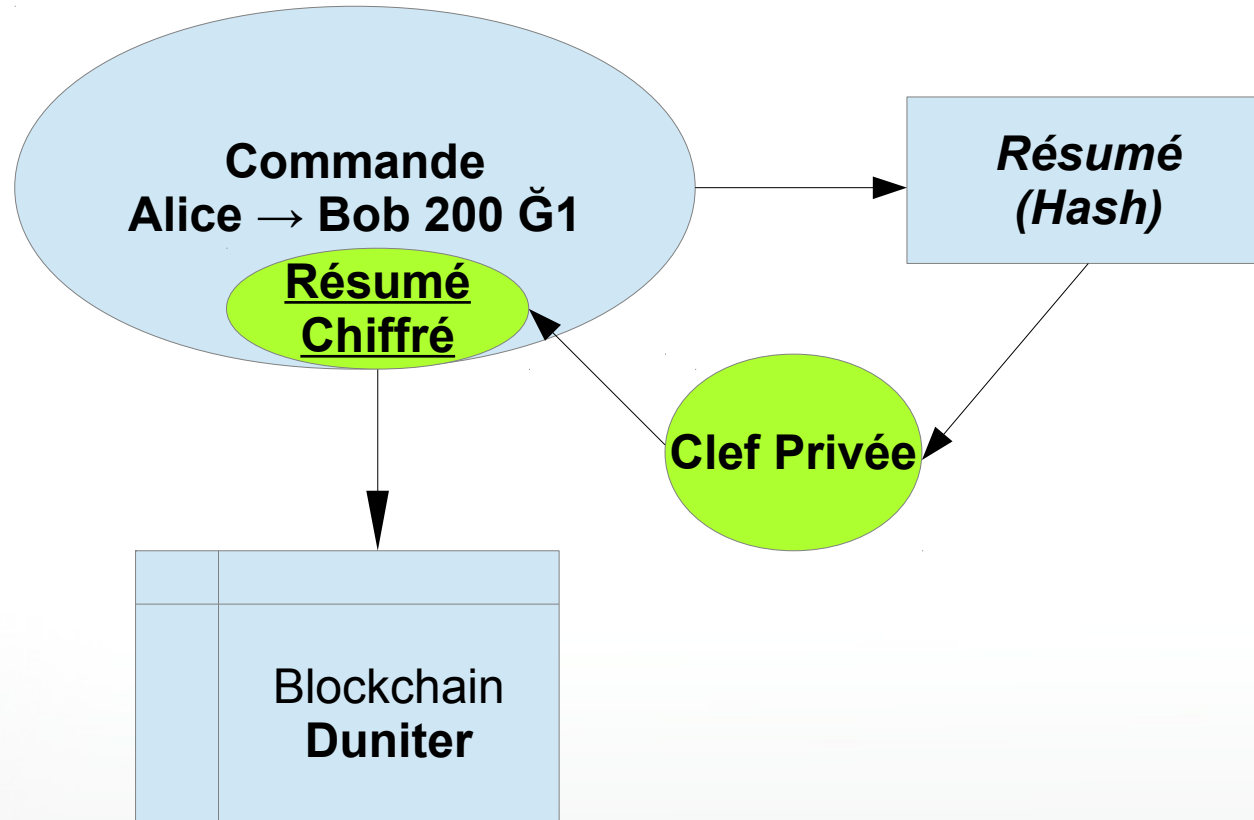 Commande
Alice → Bob 200 Ğ1
Résumé
Chiffré
Résumé
(Hash)
Clef Privée
Blockchain
Duniter